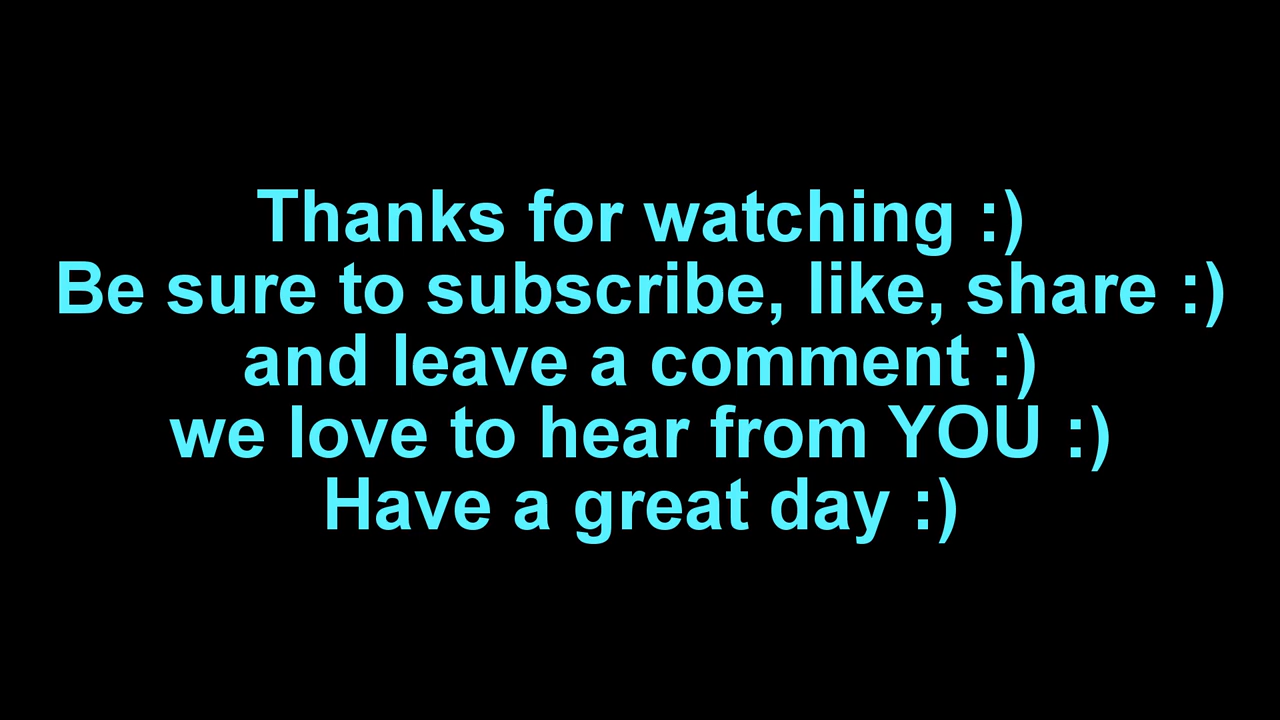 Thanks for watching :)
Be sure to subscribe, like, share :)
and leave a comment :)
we love to hear from YOU :)
Have a great day :)